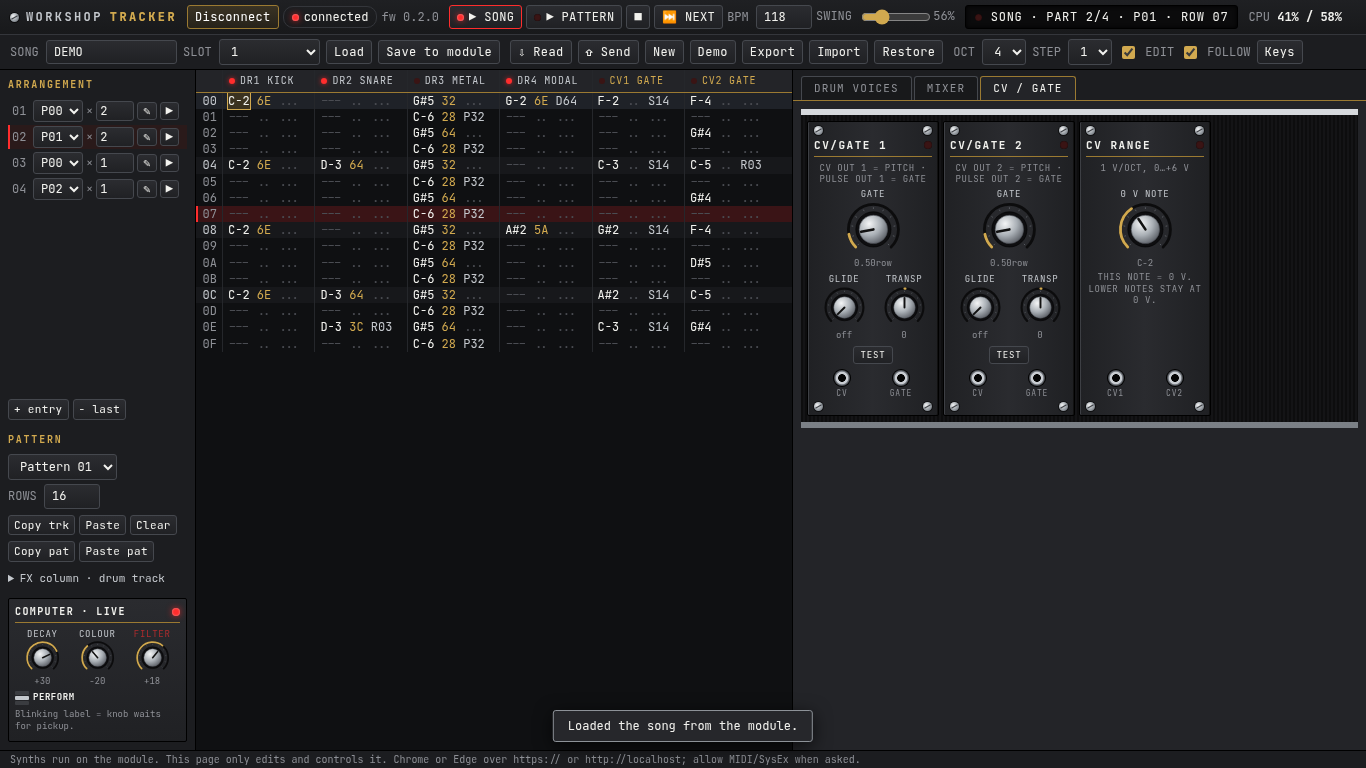 WORKSHOP TRACKER Disconnect connected fw 0.2.0 ▶ SONG ▶ PATTERN ■ ⏩ NEXT BPM 118 SWING 56% SONG · PART 2/4 · P01 · ROW 07 CPU 41% / 58%
SONG DEMO SLOT 1 Load Save to module ⇩ Read ⇧ Send New Demo Export Import Restore OCT 4 STEP 1 EDIT FOLLOW Keys
ARRANGEMENT
01 P00 × 2 ✎ ▶
02 P01 × 2 ✎ ▶
03 P00 × 1 ✎ ▶
04 P02 × 1 ✎ ▶
+ entry - last
PATTERN
Pattern 01
ROWS 16
Copy trk Paste Clear
Copy pat Paste pat
▶ FX column · drum track
COMPUTER · LIVE
DECAY COLOUR FILTER
+30 -20 +18
PERFORM
Blinking label = knob waits
for pickup.
DR1 KICK DR2 SNARE DR3 METAL DR4 MODAL CV1 GATE CV2 GATE
00 C-2 6E ... --- .. ... G#5 32 ... G-2 6E D64 F-2 .. S14 F-4 .. ...
01 --- .. ... --- .. ... C-6 28 P32 --- .. ... --- .. ... --- .. ...
02 --- .. ... --- .. ... G#5 64 ... --- .. ... --- .. ... G#4 .. ...
03 --- .. ... --- .. ... C-6 28 P32 --- .. ... --- .. ... --- .. ...
04 C-2 6E ... D-3 64 ... G#5 32 ... --- .. ... C-3 .. S14 C-5 .. R03
05 --- .. ... --- .. ... C-6 28 P32 --- .. ... --- .. ... --- .. ...
06 --- .. ... --- .. ... G#5 64 ... --- .. ... --- .. ... G#4 .. ...
07 --- .. ... --- .. ... C-6 28 P32 --- .. ... --- .. ... --- .. ...
08 C-2 6E ... --- .. ... G#5 32 ... A#2 5A ... G#2 .. S14 F-4 .. ...
09 --- .. ... --- .. ... C-6 28 P32 --- .. ... --- .. ... --- .. ...
0A --- .. ... --- .. ... G#5 64 ... --- .. ... --- .. ... D#5 .. ...
0B --- .. ... --- .. ... C-6 28 P32 --- .. ... --- .. ... --- .. ...
0C C-2 6E ... D-3 64 ... G#5 32 ... --- .. ... A#2 .. S14 C-5 .. ...
0D --- .. ... --- .. ... C-6 28 P32 --- .. ... --- .. ... --- .. ...
0E --- .. ... D-3 3C R03 G#5 64 ... --- .. ... C-3 .. S14 G#4 .. ...
0F --- .. ... --- .. ... C-6 28 P32 --- .. ... --- .. ... --- .. ...
DRUM VOICES MIXER CV / GATE
CV/GATE 1
CV OUT 1 = PITCH ·
PULSE OUT 1 = GATE
GATE
0.50row
GLIDE TRANSP
off 0
TEST
CV GATE
CV/GATE 2
CV OUT 2 = PITCH ·
PULSE OUT 2 = GATE
GATE
0.50row
GLIDE TRANSP
off 0
TEST
CV GATE
CV RANGE
1 V/OCT, 0…+6 V
0 V NOTE
C-2
THIS NOTE = 0 V.
LOWER NOTES STAY AT
0 V.
CV1 CV2
Loaded the song from the module.
Synths run on the module. This page only edits and controls it. Chrome or Edge over https:// or http://localhost; allow MIDI/SysEx when asked.